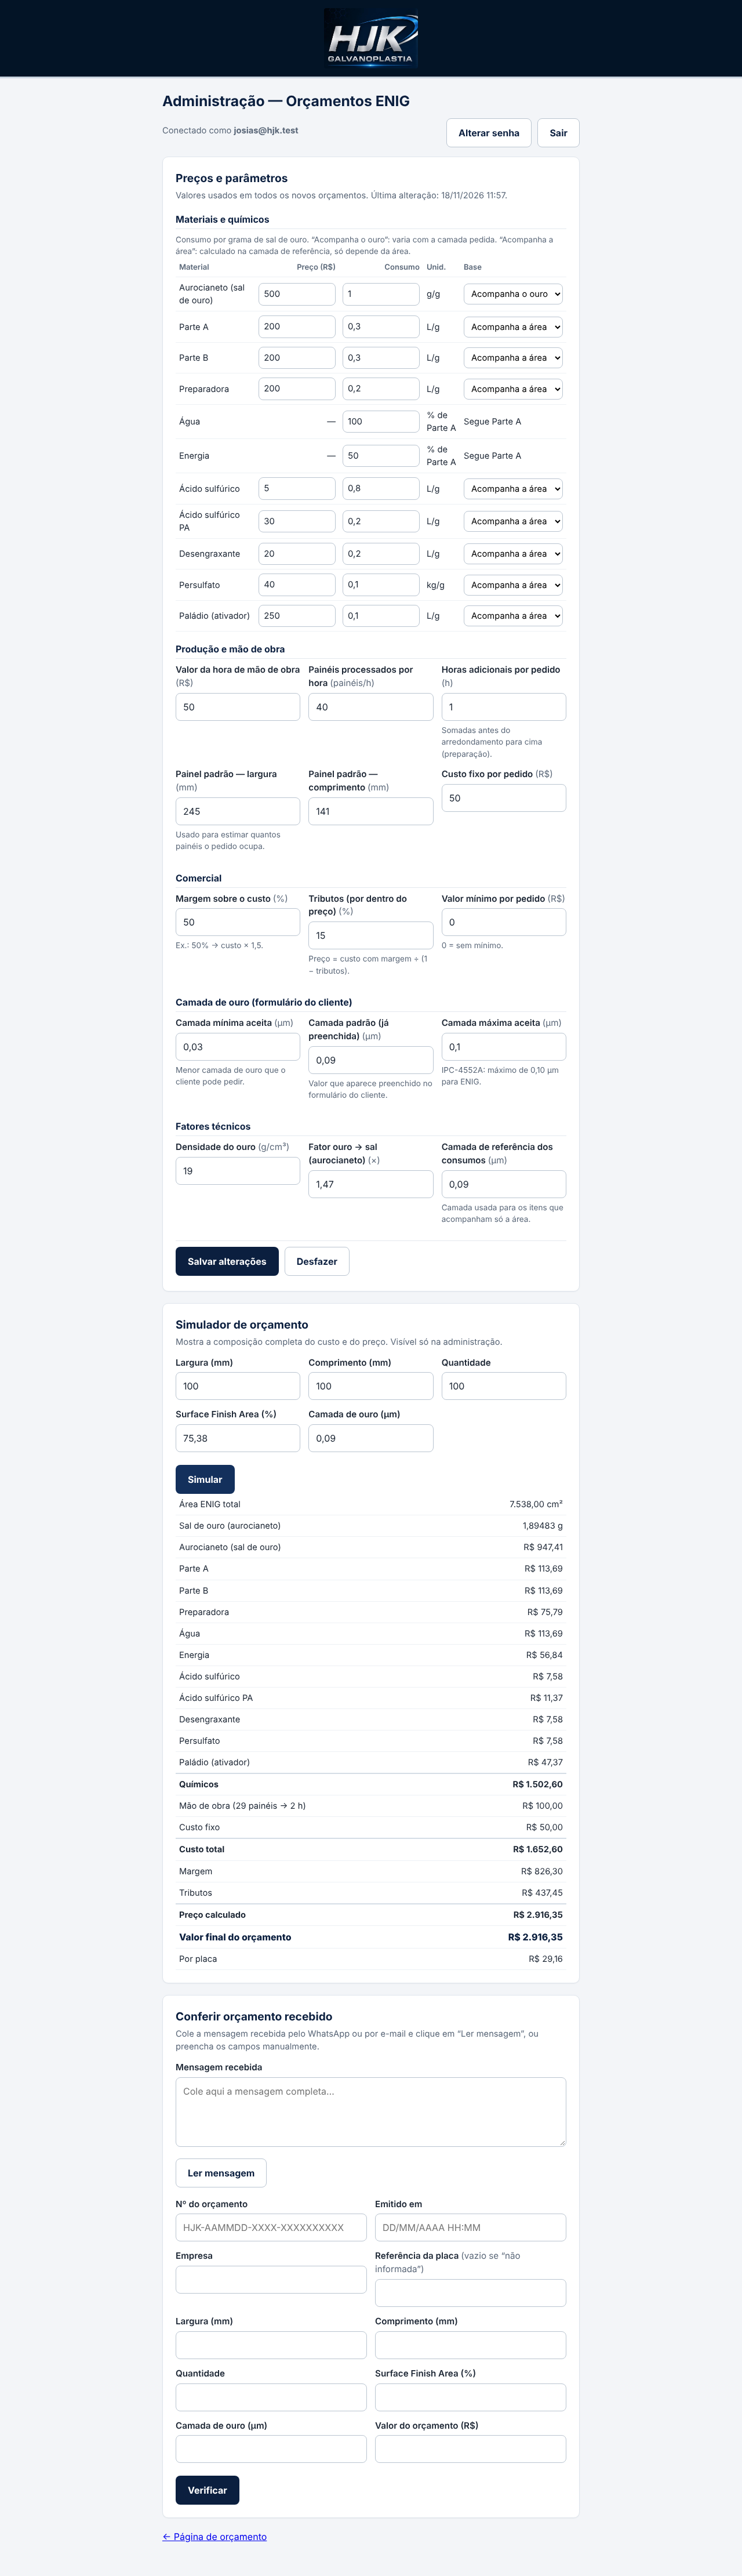 HJK
GALVANOPLASTIA
Administração — Orçamentos ENIG
Conectado como josias@hjk.test
Alterar senha
Sair
Preços e parâmetros
Valores usados em todos os novos orçamentos. Última alteração: 18/11/2026 11:57.
Materiais e químicos
Consumo por grama de sal de ouro. “Acompanha o ouro”: varia com a camada pedida. “Acompanha a
área”: calculado na camada de referência, só depende da área.
Material Preço (R$) Consumo Unid. Base
Aurocianeto (sal
de ouro)
500 1 g/g Acompanha o ouro
Parte A 200 0,3 L/g Acompanha a área
Parte B 200 0,3 L/g Acompanha a área
Preparadora 200 0,2 L/g Acompanha a área
Água — 100 % de
Parte A
Segue Parte A
Energia — 50 % de
Parte A
Segue Parte A
Ácido sulfúrico 5 0,8 L/g Acompanha a área
Ácido sulfúrico
PA
30 0,2 L/g Acompanha a área
Desengraxante 20 0,2 L/g Acompanha a área
Persulfato 40 0,1 kg/g Acompanha a área
Paládio (ativador) 250 0,1 L/g Acompanha a área
Produção e mão de obra
Valor da hora de mão de obra
(R$)
50
Painéis processados por
hora (painéis/h)
40
Horas adicionais por pedido
(h)
1
Somadas antes do
arredondamento para cima
(preparação).
Painel padrão — largura
(mm)
245
Usado para estimar quantos
painéis o pedido ocupa.
Painel padrão —
comprimento (mm)
141
Custo fixo por pedido (R$)
50
Comercial
Margem sobre o custo (%)
50
Ex.: 50% → custo × 1,5.
Tributos (por dentro do
preço) (%)
15
Preço = custo com margem ÷ (1
− tributos).
Valor mínimo por pedido (R$)
0
0 = sem mínimo.
Camada de ouro (formulário do cliente)
Camada mínima aceita (µm)
0,03
Menor camada de ouro que o
cliente pode pedir.
Camada padrão (já
preenchida) (µm)
0,09
Valor que aparece preenchido no
formulário do cliente.
Camada máxima aceita (µm)
0,1
IPC-4552A: máximo de 0,10 µm
para ENIG.
Fatores técnicos
Densidade do ouro (g/cm³)
19
Fator ouro → sal
(aurocianeto) (×)
1,47
Camada de referência dos
consumos (µm)
0,09
Camada usada para os itens que
acompanham só a área.
Salvar alterações
Desfazer
Simulador de orçamento
Mostra a composição completa do custo e do preço. Visível só na administração.
Largura (mm) Comprimento (mm) Quantidade
100 100 100
Surface Finish Area (%) Camada de ouro (µm)
75,38 0,09
Simular
Área ENIG total 7.538,00 cm²
Sal de ouro (aurocianeto) 1,89483 g
Aurocianeto (sal de ouro) R$ 947,41
Parte A R$ 113,69
Parte B R$ 113,69
Preparadora R$ 75,79
Água R$ 113,69
Energia R$ 56,84
Ácido sulfúrico R$ 7,58
Ácido sulfúrico PA R$ 11,37
Desengraxante R$ 7,58
Persulfato R$ 7,58
Paládio (ativador) R$ 47,37
Químicos R$ 1.502,60
Mão de obra (29 painéis → 2 h) R$ 100,00
Custo fixo R$ 50,00
Custo total R$ 1.652,60
Margem R$ 826,30
Tributos R$ 437,45
Preço calculado R$ 2.916,35
Valor final do orçamento R$ 2.916,35
Por placa R$ 29,16
Conferir orçamento recebido
Cole a mensagem recebida pelo WhatsApp ou por e-mail e clique em “Ler mensagem”, ou
preencha os campos manualmente.
Mensagem recebida
Cole aqui a mensagem completa...
Ler mensagem
Nº do orçamento Emitido em
HJK-AAMMDD-XXXX-XXXXXXXXXX DD/MM/AAAA HH:MM
Empresa
Referência da placa (vazio se “não
informada”)
Largura (mm) Comprimento (mm)
Quantidade Surface Finish Area (%)
Camada de ouro (µm) Valor do orçamento (R$)
Verificar
← Página de orçamento